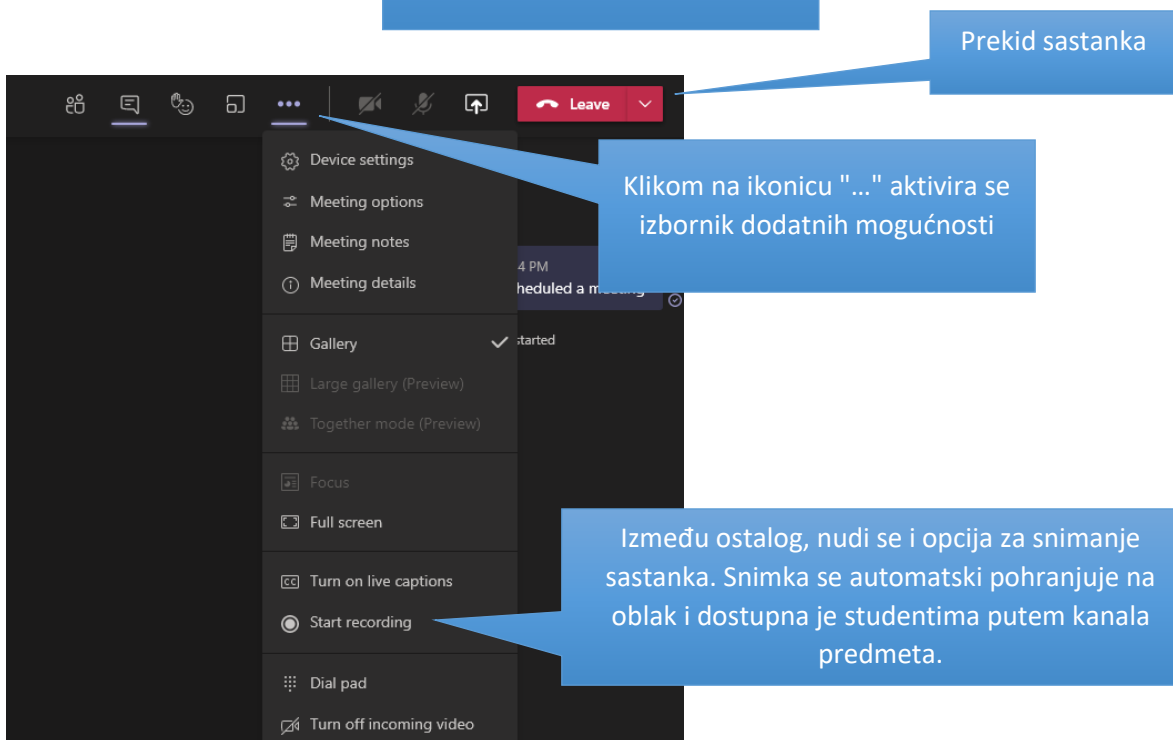 Prekid sastanka
Leave
Klikom na ikonicu "..." aktivira se
izbornik dodatnih mogućnosti
Device settings
Meeting options
Meeting notes
Meeting details
4 PM
heduled a meeting
started
Gallery
Large gallery (Preview)
Together mode (Preview)
Focus
Full screen
Između ostalog, nudi se i opcija za snimanje
sastanka. Snimka se automatski pohranjuje na
oblak i dostupna je studentima putem kanala
predmeta.
CC Turn on live captions
Start recording
Dial pad
Turn off incoming video